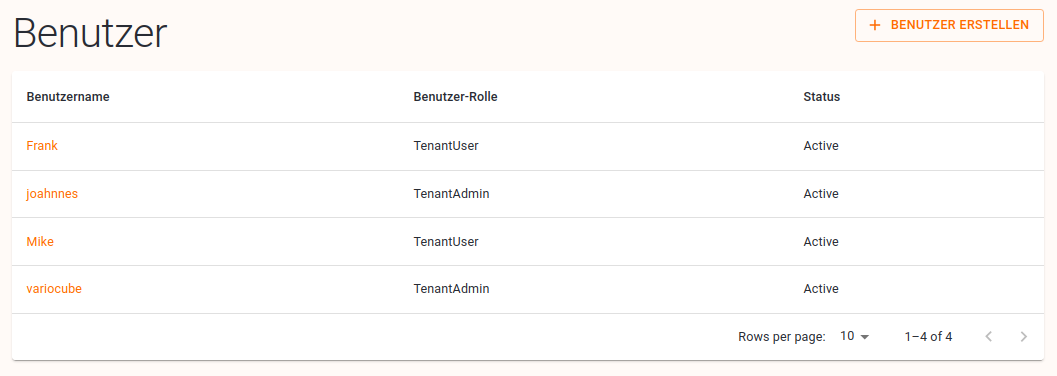 Benutzer
+ BENUTZER ERSTELLEN
Benutzername Benutzer-Rolle Status
Frank TenantUser Active
joahnnes TenantAdmin Active
Mike TenantUser Active
variocube TenantAdmin Active
Rows per page: 10 1–4 of 4